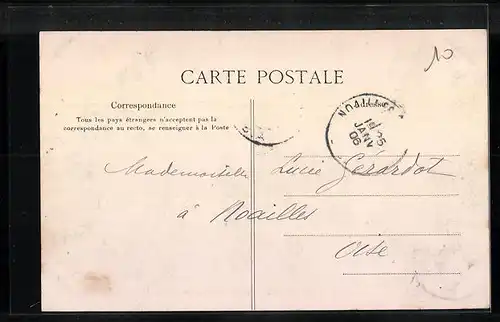 10
CARTE POSTALE
Correspondance
Adresse
Tous les pays étrangers n'acceptent pas la
correspondance au recto, se renseigner à la Poste
NOAILLES
25
JANV
06
Mademoiselle Lucie Gérardot
à Noailles
Oise